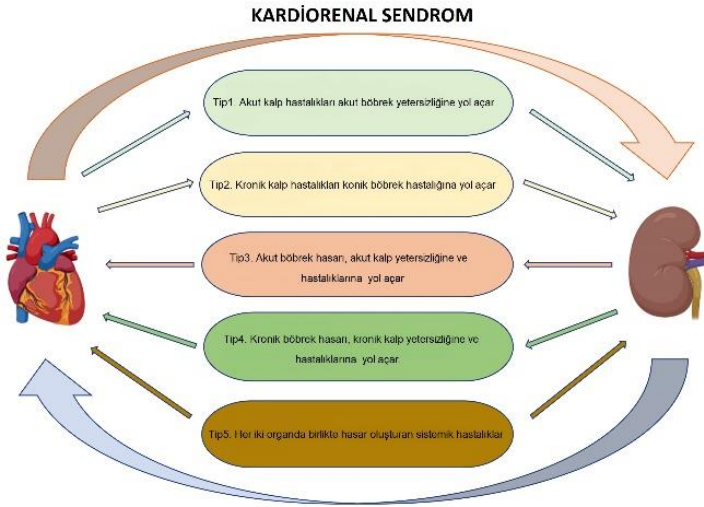 KARDİORENAL SENDROM
Tip1. Akut kalp hastalıkları akut böbrek yetersizliğine yol açar
Tip2. Kronik kalp hastalıkları konik böbrek hastalığına yol açar
Tip3. Akut böbrek hasarı, akut kalp yetersizliğine ve
hastalıklarına yol açar
Tip4. Kronik böbrek hasarı, kronik kalp yetersizliğine ve
hastalıklarına yol açar.
Tip5. Her iki organda birlikte hasar oluşturan sistemik hastalıklar